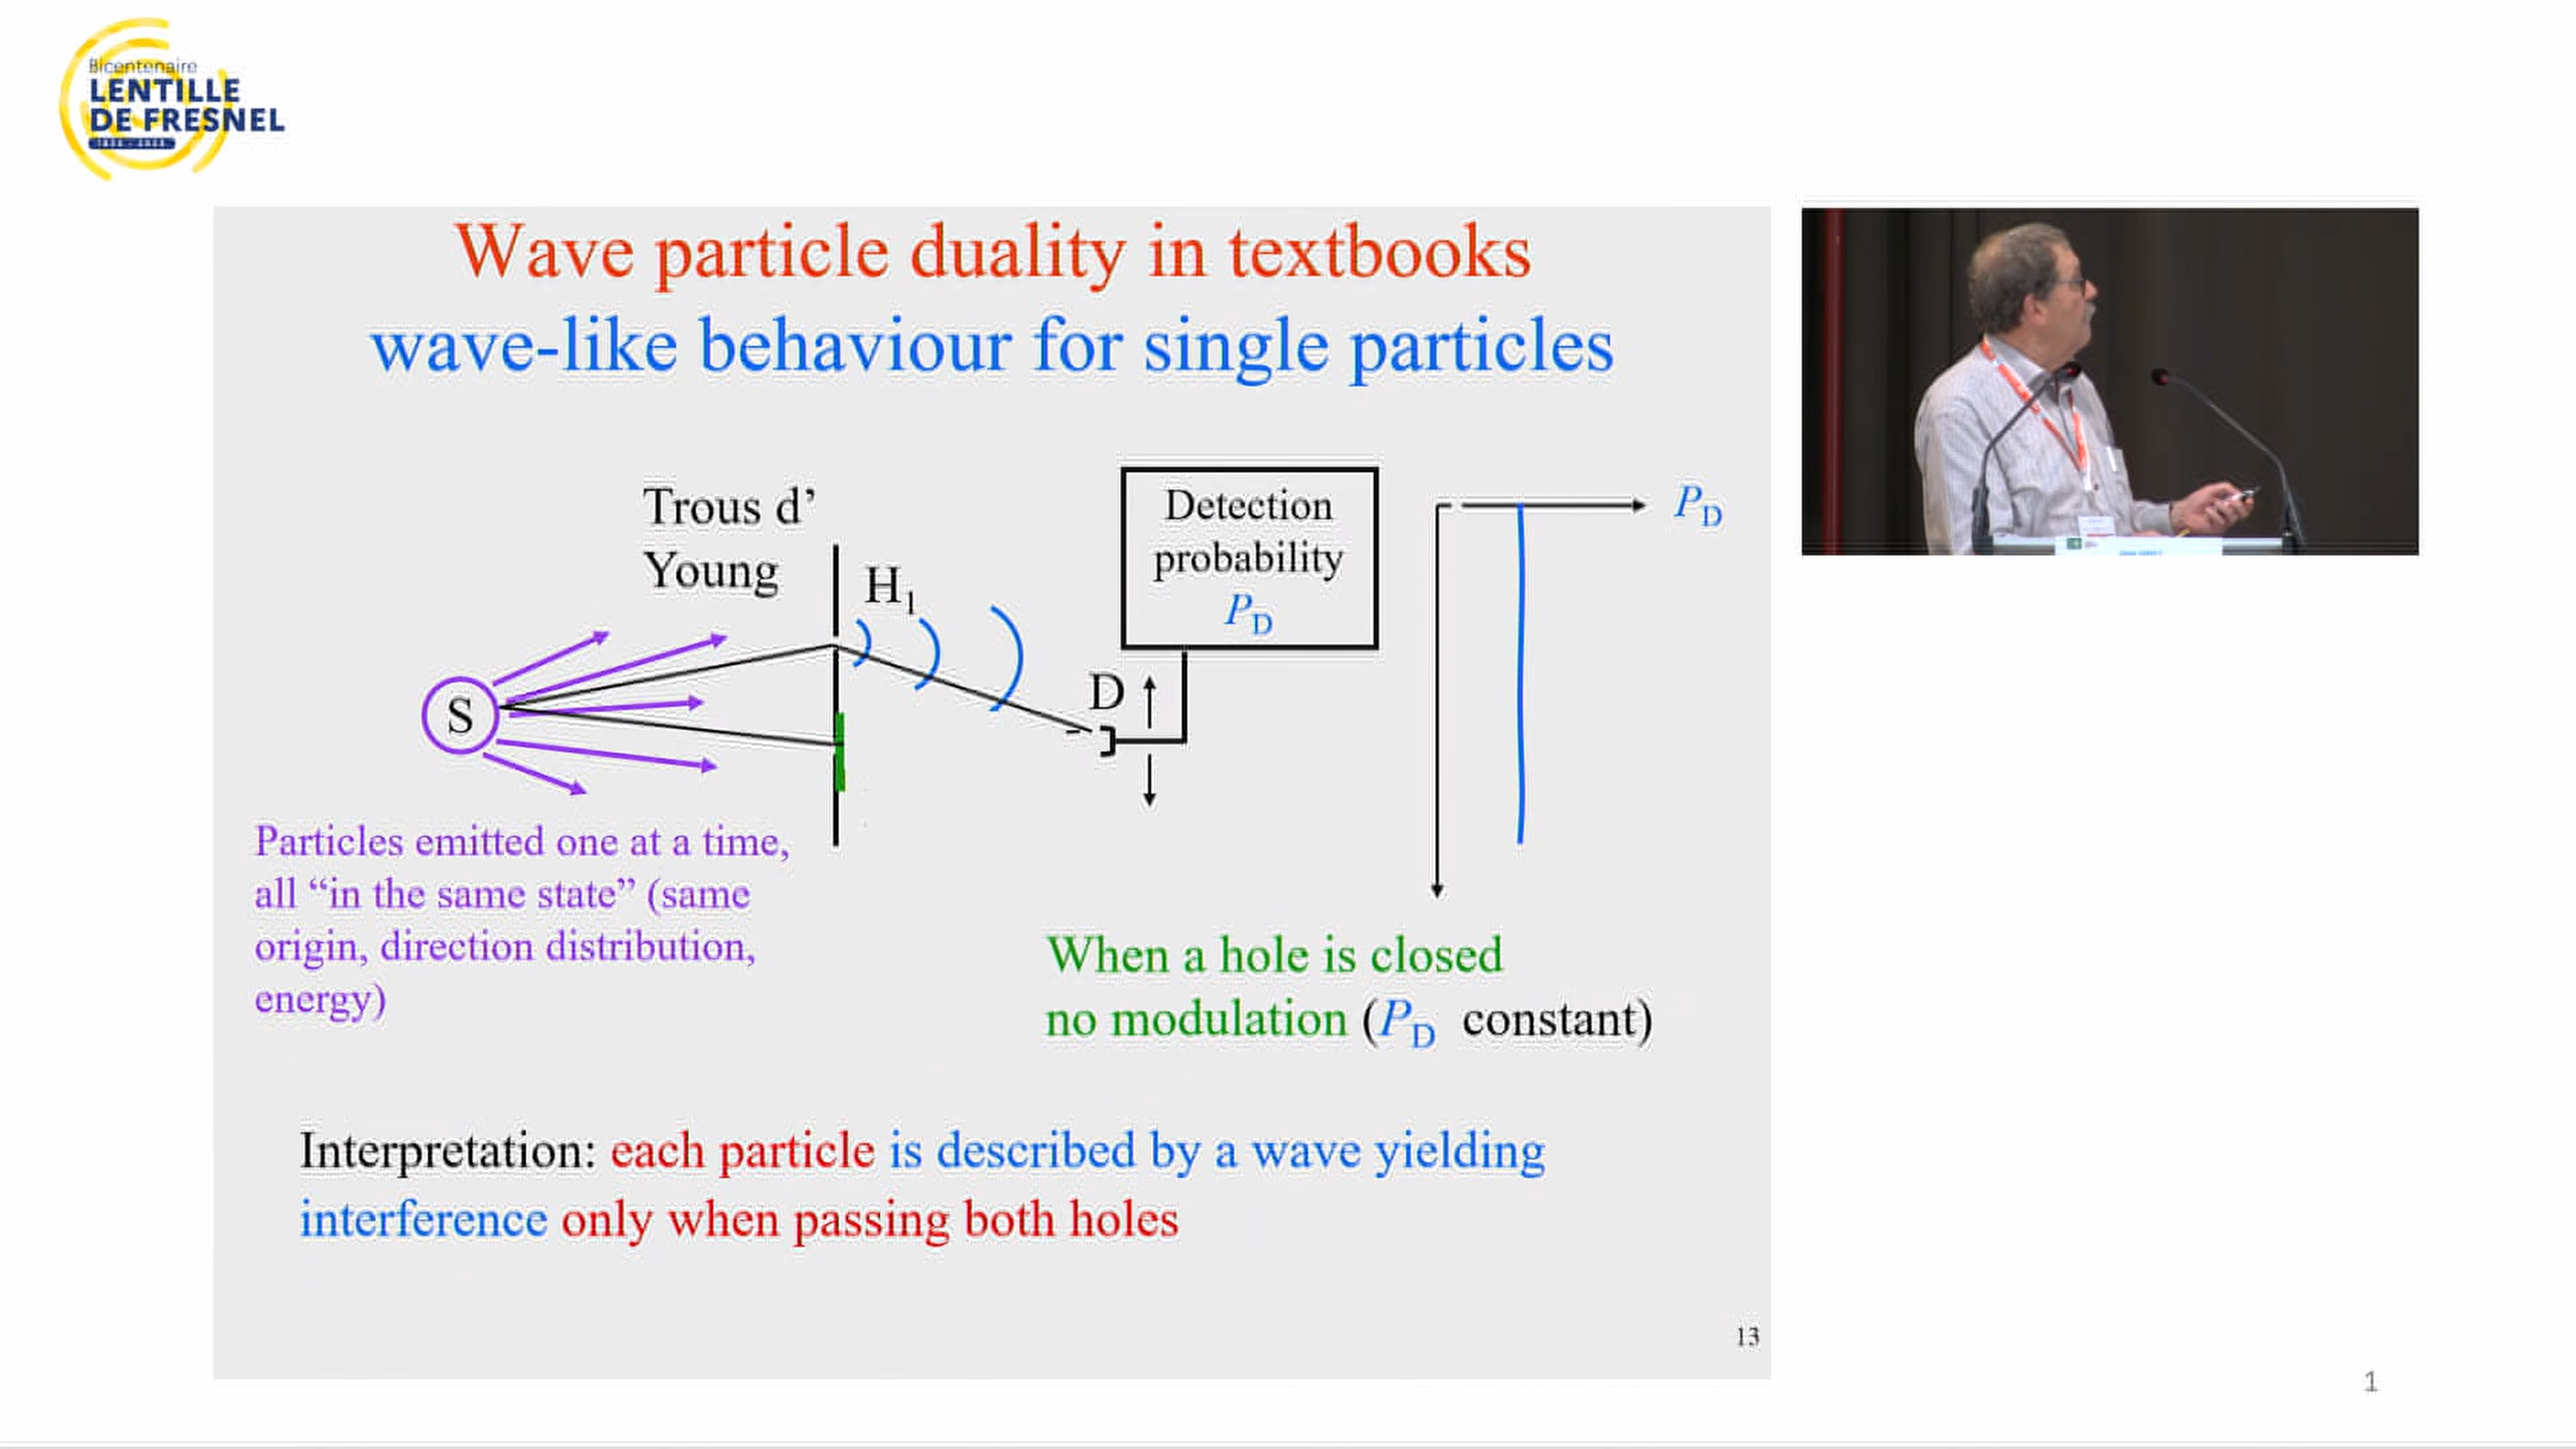 Bicentenaire
LENTILLE
DE FRESNEL
Wave particle duality in textbooks
wave-like behaviour for single particles
Trous d’
Young
H1
Detection
probability
PD
PD
D
S
Particles emitted one at a time,
all “in the same state” (same
origin, direction distribution,
energy)
When a hole is closed
no modulation (PD constant)
Interpretation: each particle is described by a wave yielding
interference only when passing both holes
13
1